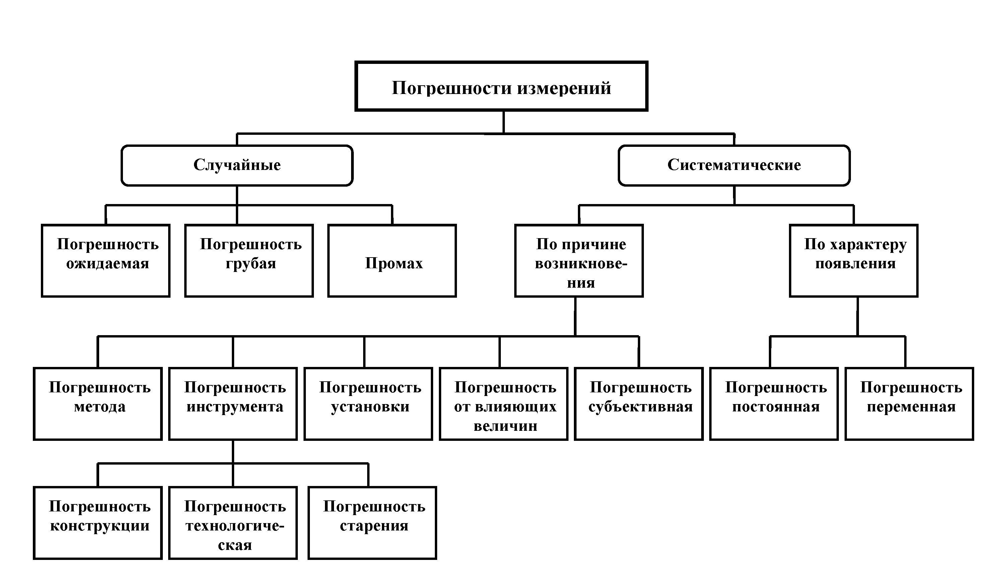 Погрешности измерений
Случайные
Систематические
Погрешность
ожидаемая
Погрешность
грубая
Промах
По причине
возникнове-
ния
По характеру
появления
Погрешность
метода
Погрешность
инструмента
Погрешность
установки
Погрешность
от влияющих
величин
Погрешность
субъективная
Погрешность
постоянная
Погрешность
переменная
Погрешность
конструкции
Погрешность
технологиче-
ская
Погрешность
старения